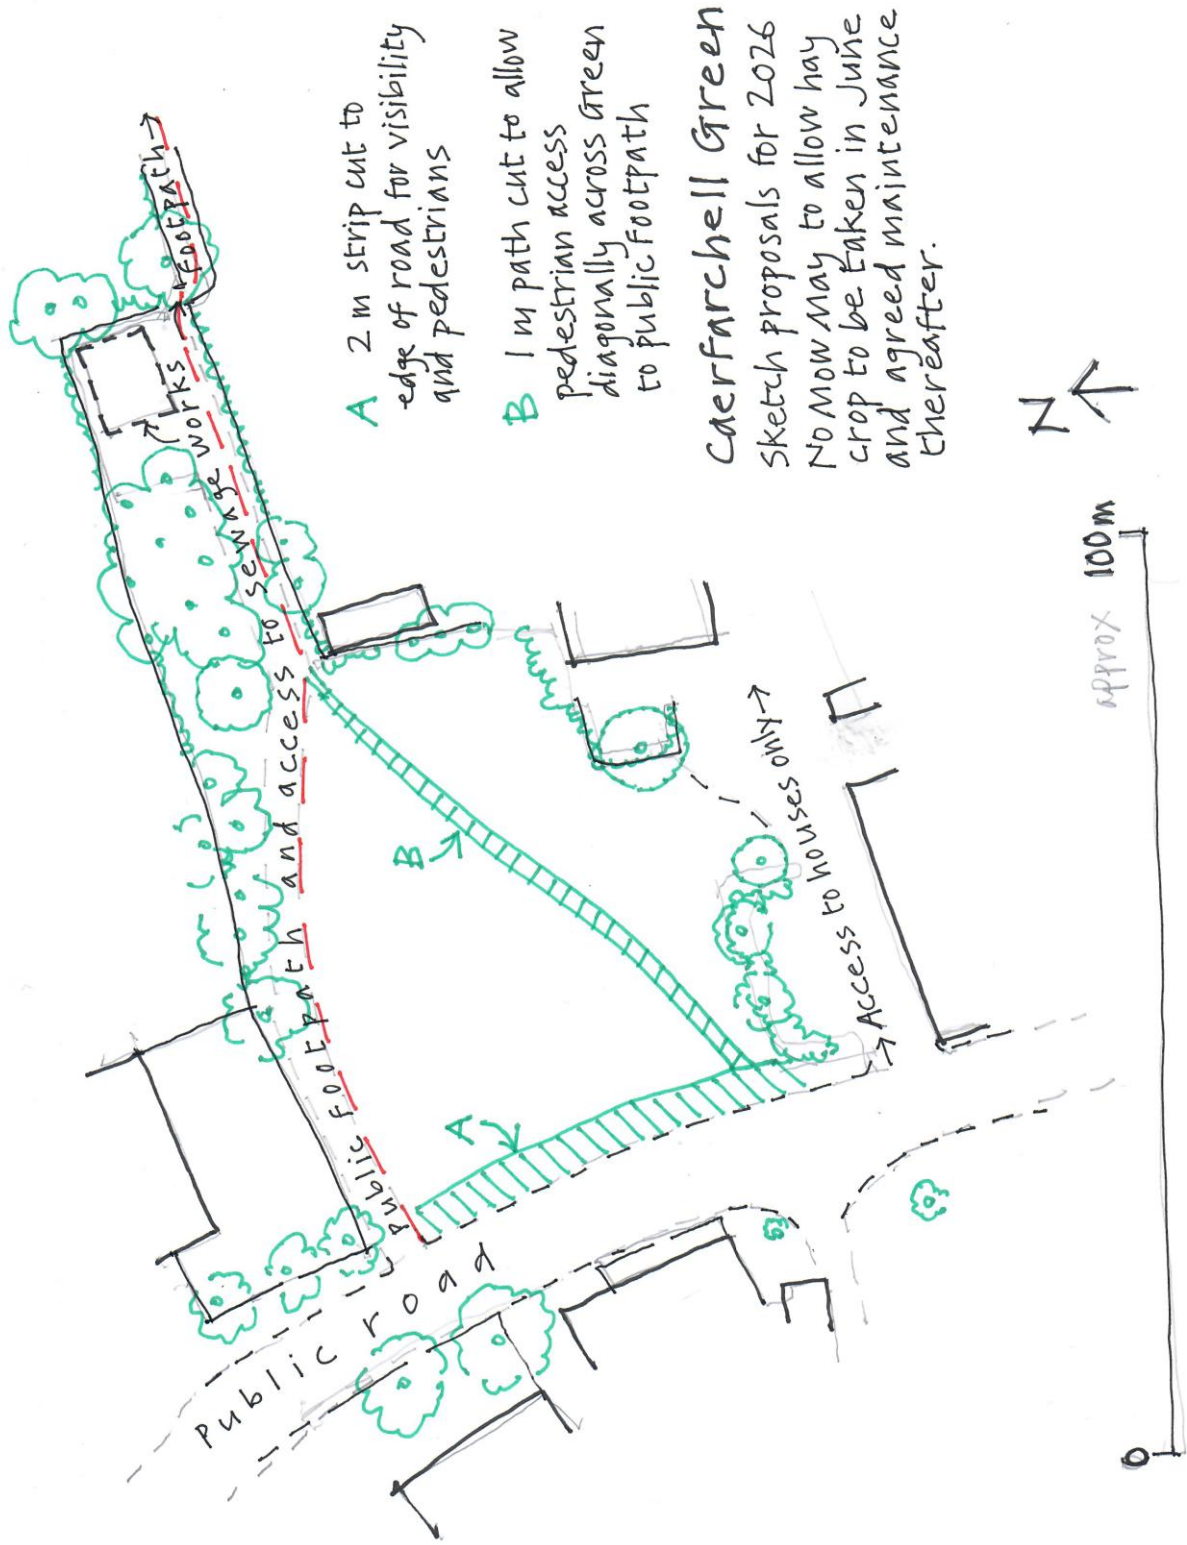 Public road
Public Footpath and access to sewage works
Footpath →
A
B
→ Access to houses only →
A 2 m strip cut to
edge of road for visibility
and pedestrians
B 1 m path cut to allow
pedestrian access
diagonally across Green
to public Footpath
Caerfarchell Green
Sketch proposals for 2026
No Mow May to allow hay
crop to be taken in June
and agreed maintenance
thereafter.
N
0 approx 100m